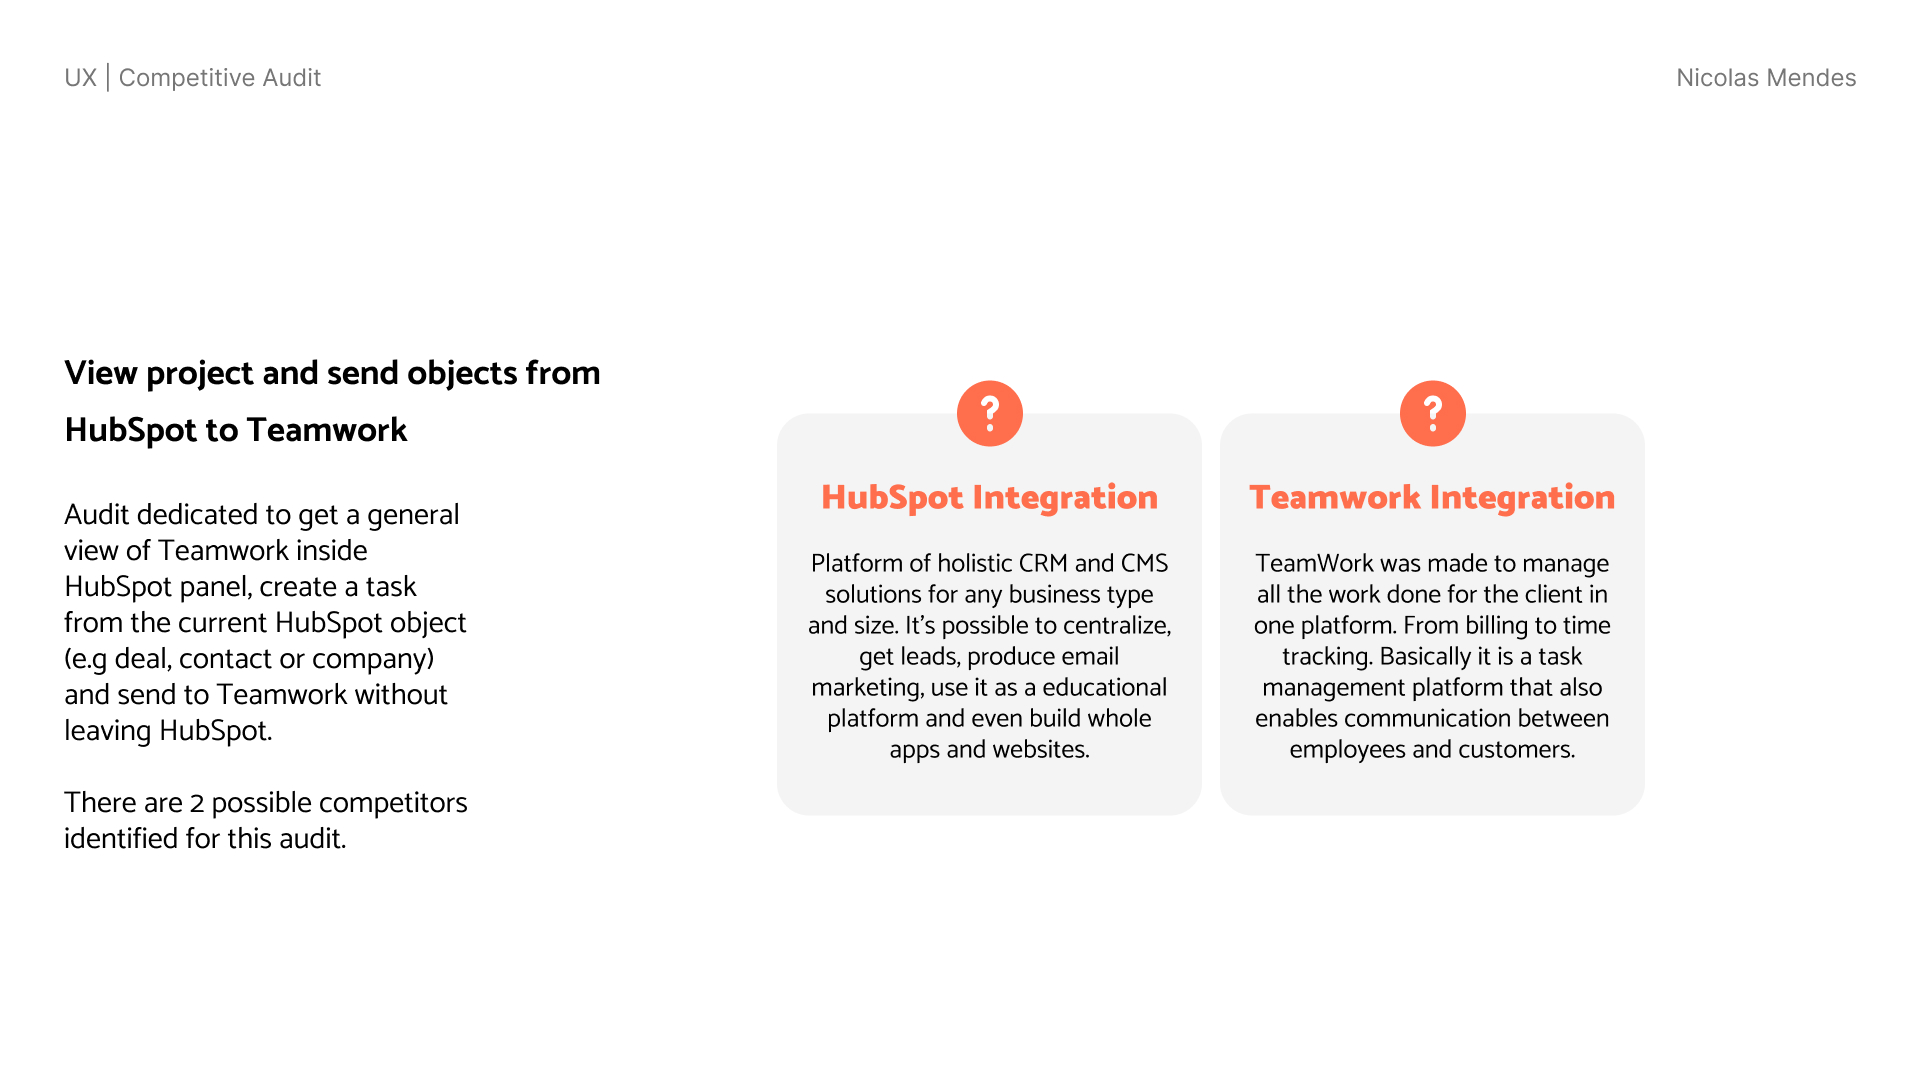 UX | Competitive Audit
Nicolas Mendes
View project and send objects from
HubSpot to Teamwork
Audit dedicated to get a general
view of Teamwork inside
HubSpot panel, create a task
from the current HubSpot object
(e.g deal, contact or company)
and send to Teamwork without
leaving HubSpot.
There are 2 possible competitors
identified for this audit.
?
HubSpot Integration
Platform of holistic CRM and CMS
solutions for any business type
and size. It’s possible to centralize,
get leads, produce email
marketing, use it as a educational
platform and even build whole
apps and websites.
?
Teamwork Integration
TeamWork was made to manage
all the work done for the client in
one platform. From billing to time
tracking. Basically it is a task
management platform that also
enables communication between
employees and customers.